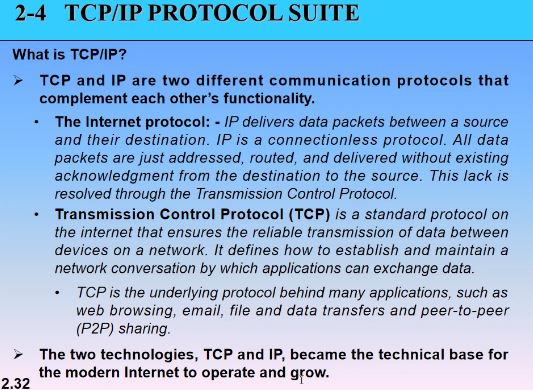 2-4 TCP/IP PROTOCOL SUITE
What is TCP/IP?
➢ TCP and IP are two different communication protocols that
complement each other's functionality.
• The Internet protocol: - IP delivers data packets between a source
and their destination. IP is a connectionless protocol. All data
packets are just addressed, routed, and delivered without existing
acknowledgment from the destination to the source. This lack is
resolved through the Transmission Control Protocol.
• Transmission Control Protocol (TCP) is a standard protocol on
the internet that ensures the reliable transmission of data between
devices on a network. It defines how to establish and maintain a
network conversation by which applications can exchange data.
• TCP is the underlying protocol behind many applications, such as
web browsing, email, file and data transfers and peer-to-peer
(P2P) sharing.
➢ The two technologies, TCP and IP, became the technical base for
the modern Internet to operate and grow.
2.32